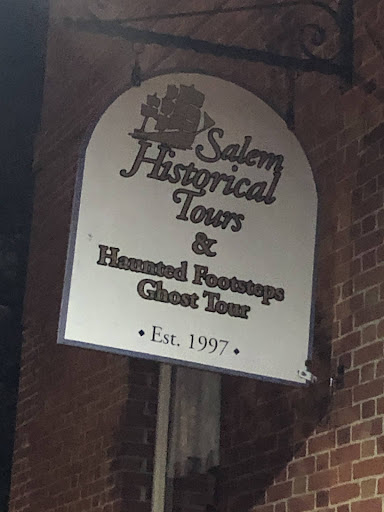 Salem
Historical
Tours
&
Haunted Footsteps
Ghost Tour
• Est. 1997 •